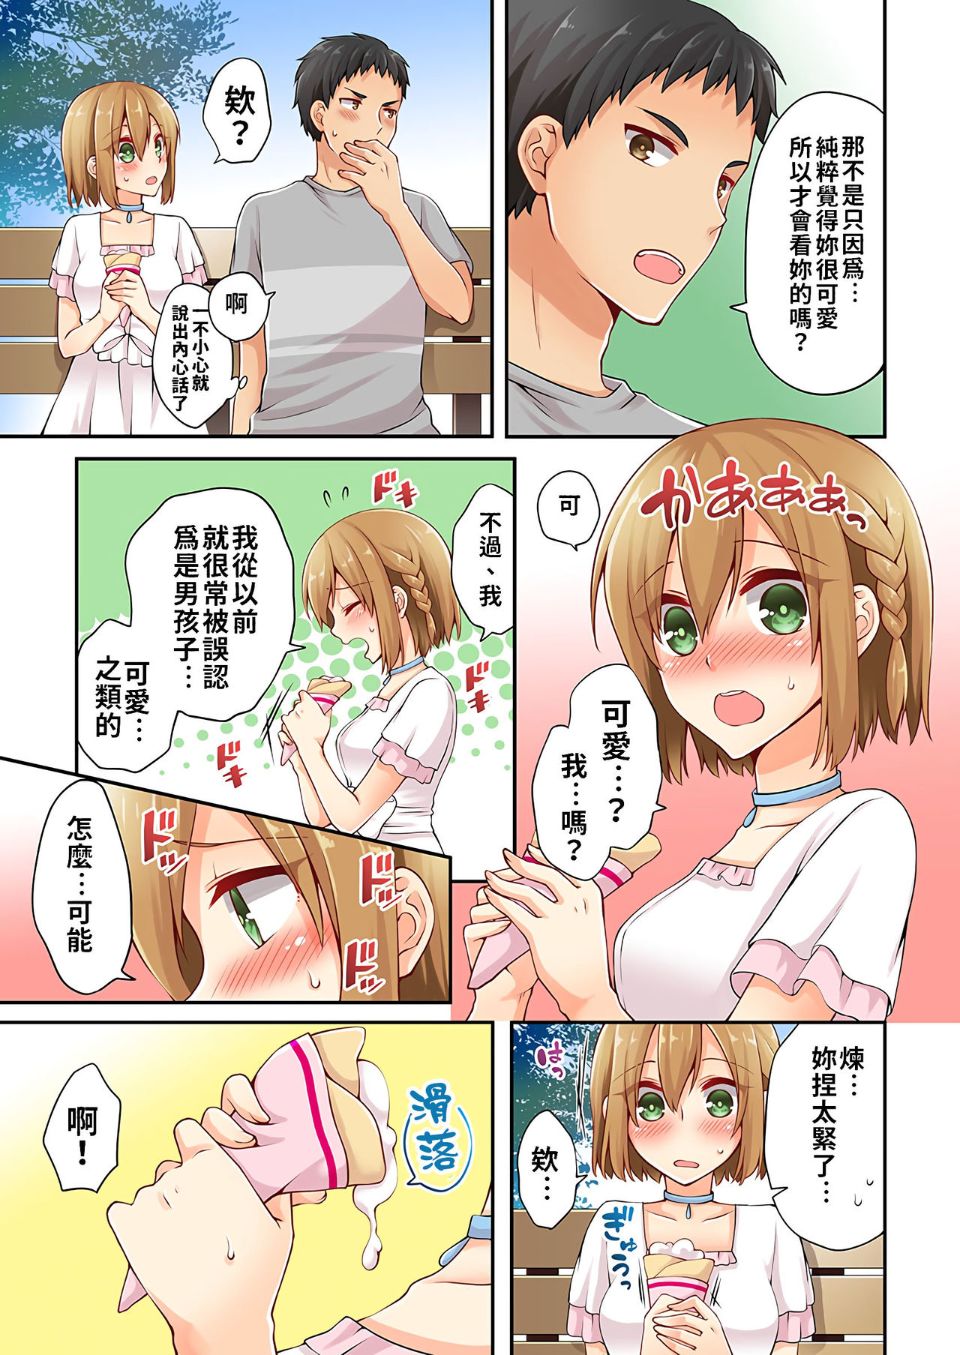 那不是只因爲…
純粹覺得妳很可愛
所以才會看妳的嗎？
欸？
啊
一不小心就
說出內心話了
かあぁあぁっ
可
可愛…？
我…嗎？
不過、我
ドキ
我從以前
就很常被誤認
爲是男孩子…
可愛…
之類的
ドキ
ドキ
ドッ
ドッ
ドッ
怎麼…可能
煉…
妳捏太緊了…
はっ
欸…
ぎゅうっ
滑落
啊！